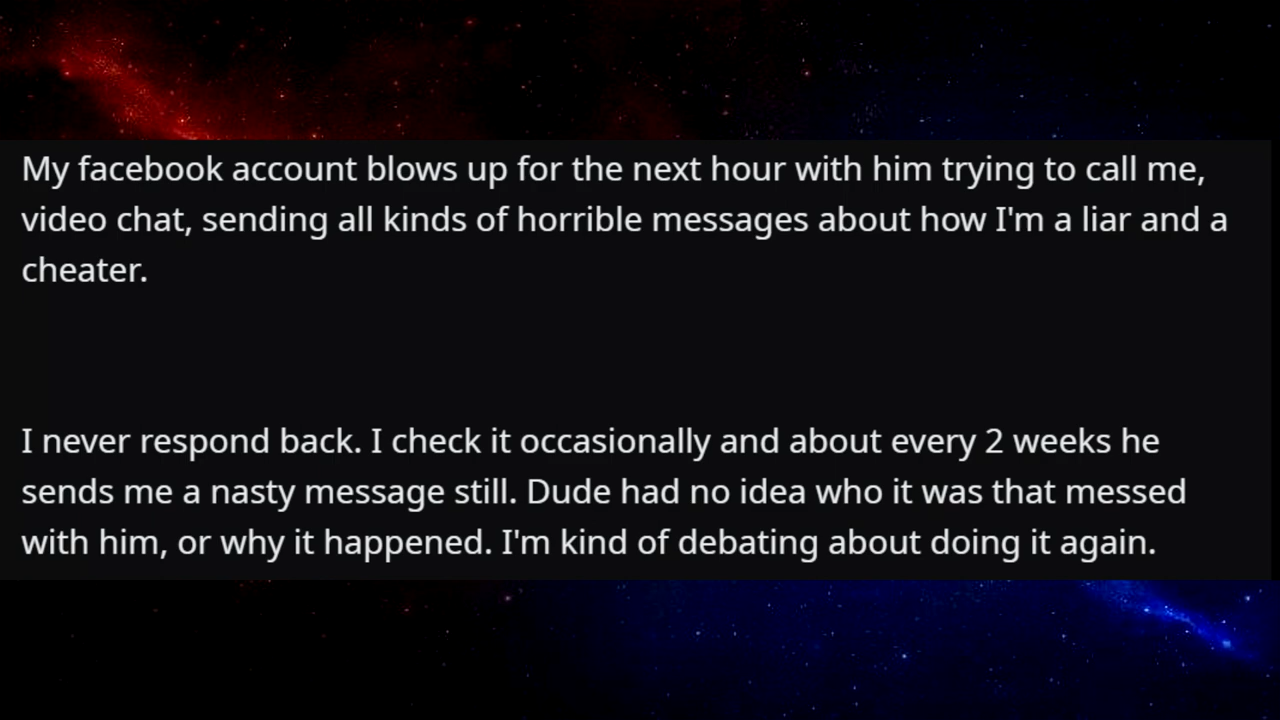 My facebook account blows up for the next hour with him trying to call me,
video chat, sending all kinds of horrible messages about how I'm a liar and a
cheater.
I never respond back. I check it occasionally and about every 2 weeks he
sends me a nasty message still. Dude had no idea who it was that messed
with him, or why it happened. I'm kind of debating about doing it again.